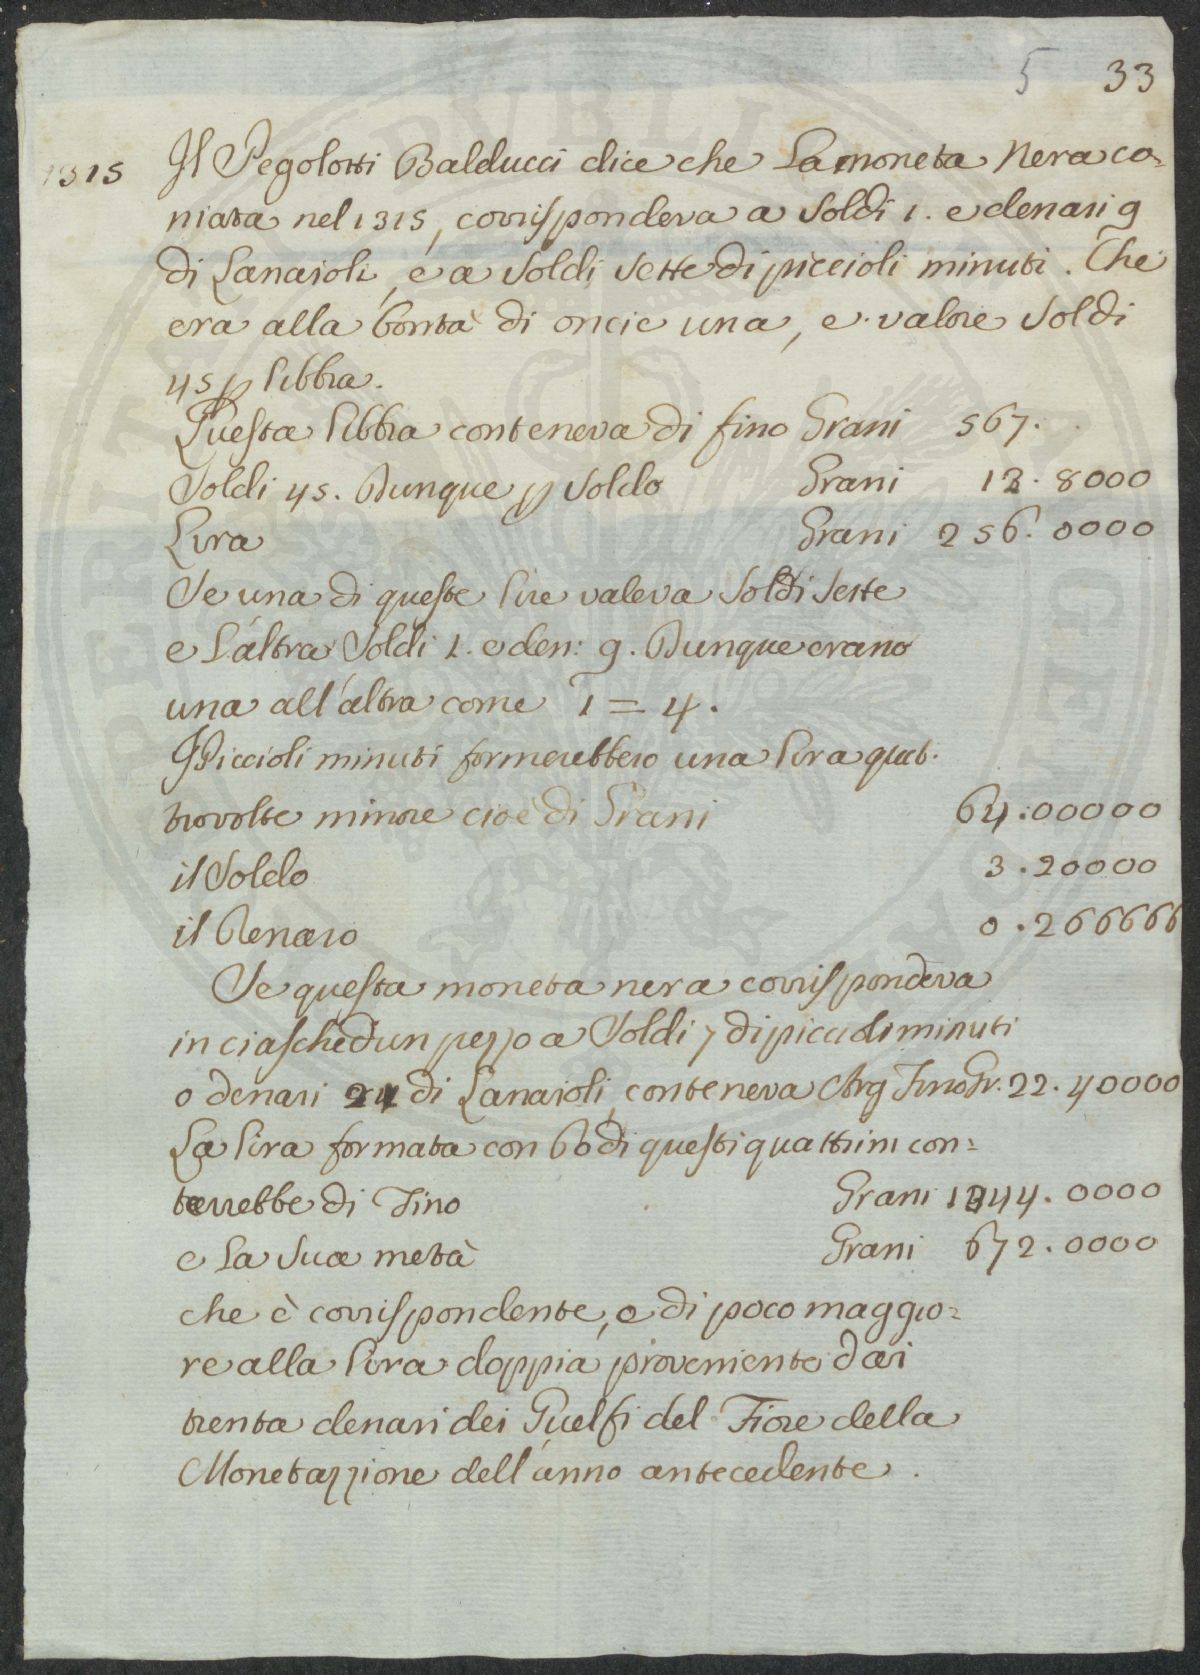 5 33
1315 Il Pegolotti Balducci dice che La moneta Nera co=
niata nel 1315, corrispondeva a Soldi 1. e denari 9
di Lanaioli, e a Soldi Sette di piccioli minuti. Che
era alla bontà di oncie una, e valore Soldi
45 p libbra.
Questa libbra conteneva di fino Grani 567.
Soldi 45. Dunque p Soldo Grani 12.8000
Lira Grani 256.0000
Se una di queste lire valeva Soldi Sette
e L'altra Soldi 1. e den: 9. Dunque erano
una all'altra come 1 = 4.
I Piccioli minuti formerebbero una lira quat.
tro volte minore cioè di Grani 64.00000
il Soldo 3.20000
il Denaro 0.266666
Se questa moneta nera corrispondeva
in ciaschedun pezzo a Soldi 7 di piccioli minuti
o denari 21 di Lanaioli, conteneva Arg Fino Gr. 22.40000
La lira formata con 60 di questi quattrini con=
terrebbe di Fino Grani 1344.0000
e La Sua metà Grani 672.0000
che è corrispondente, o di poco maggio=
re alla lira doppia proveniente dai
trenta denari dei Guelfi del Fiore della
Monetazzione dell'anno antecedente.